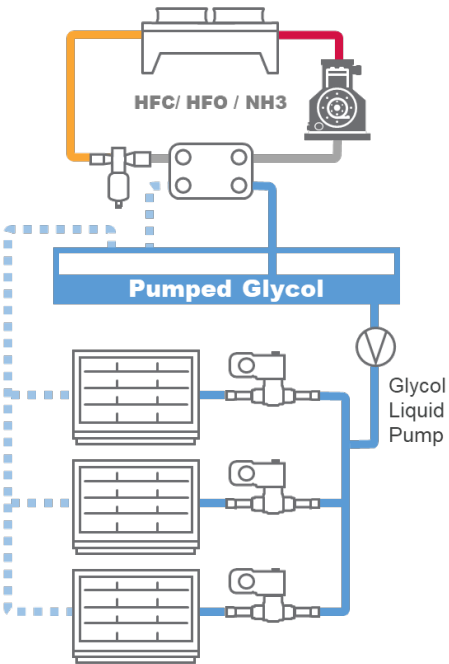 HFC/ HFO / NH3
Pumped Glycol
Glycol
Liquid
Pump